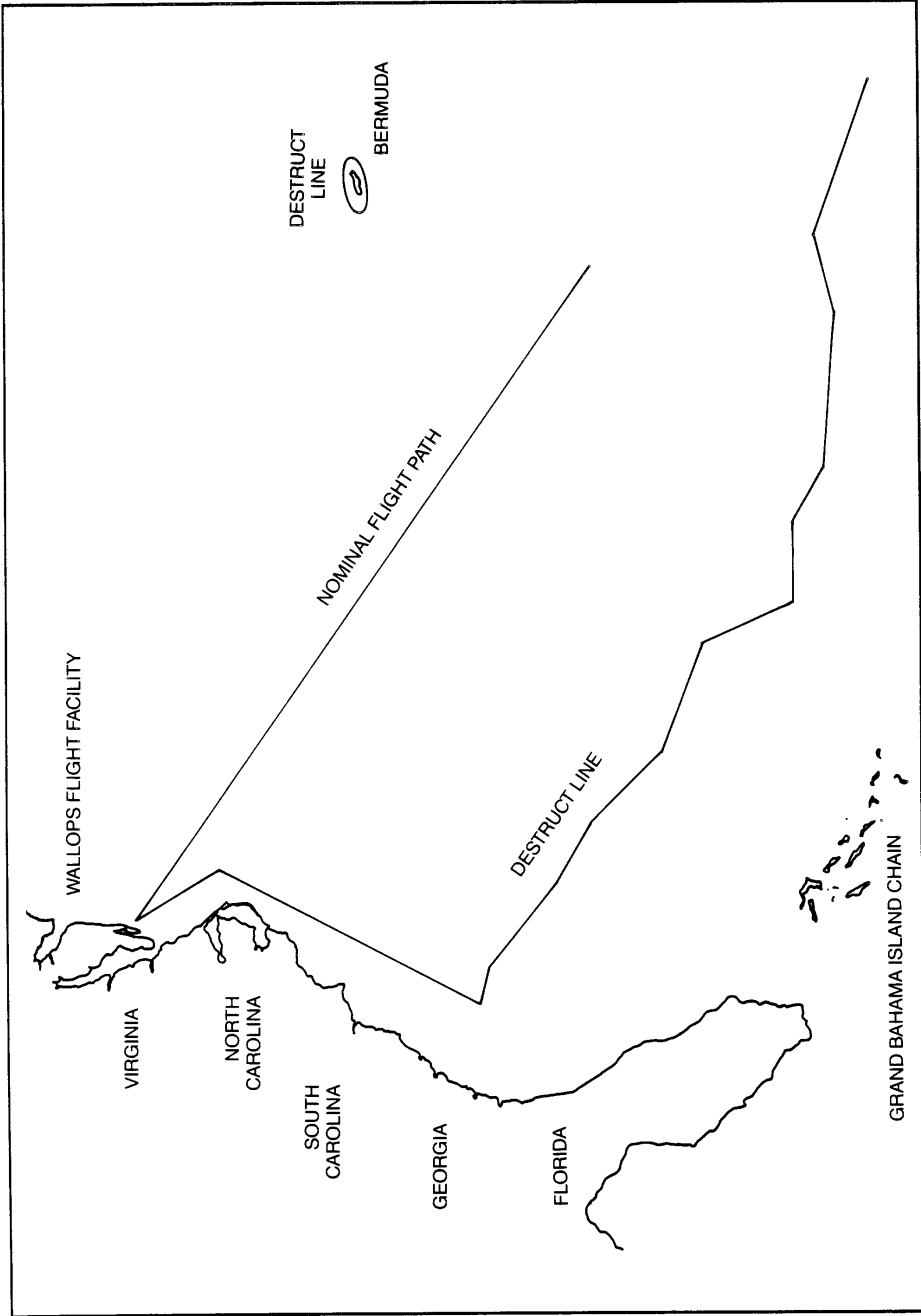 WALLOPS FLIGHT FACILITY
VIRGINIA
NORTH
CAROLINA
SOUTH
CAROLINA
GEORGIA
FLORIDA
NOMINAL FLIGHT PATH
DESTRUCT LINE
DESTRUCT
LINE
BERMUDA
GRAND BAHAMA ISLAND CHAIN